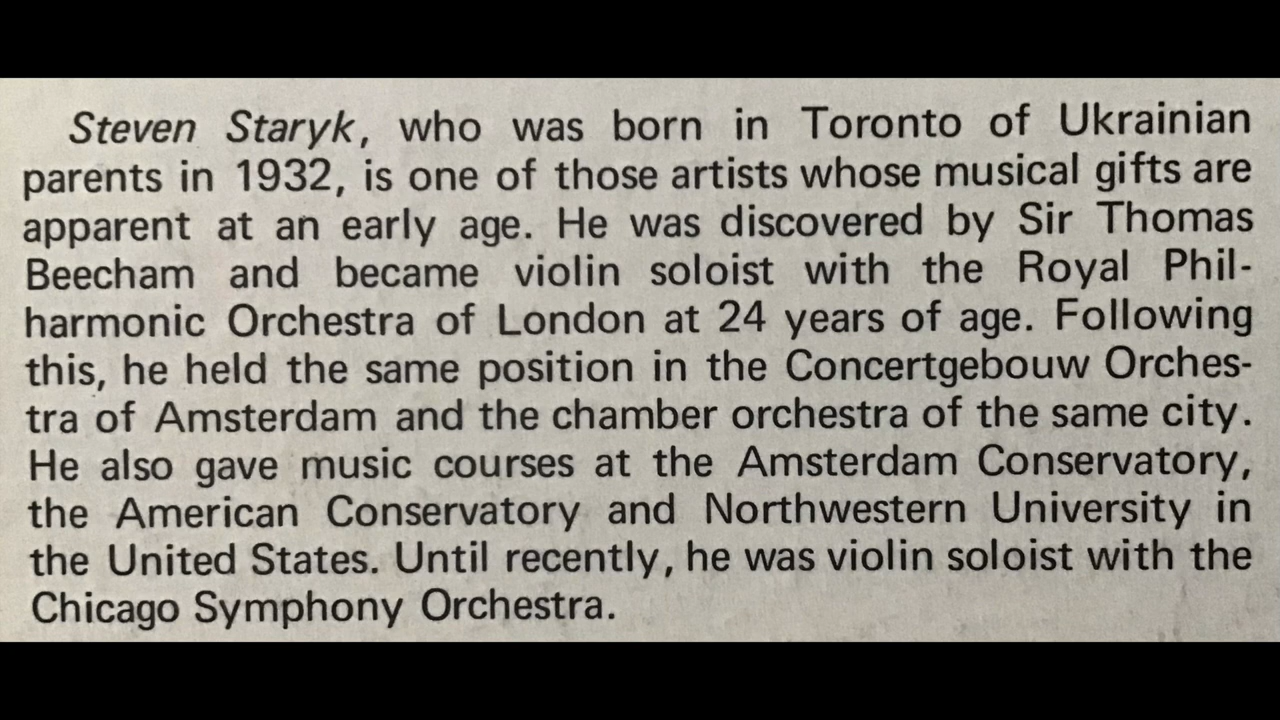 Steven Staryk, who was born in Toronto of Ukrainian
parents in 1932, is one of those artists whose musical gifts are
apparent at an early age. He was discovered by Sir Thomas
Beecham and became violin soloist with the Royal Phil-
harmonic Orchestra of London at 24 years of age. Following
this, he held the same position in the Concertgebouw Orches-
tra of Amsterdam and the chamber orchestra of the same city.
He also gave music courses at the Amsterdam Conservatory,
the American Conservatory and Northwestern University in
the United States. Until recently, he was violin soloist with the
Chicago Symphony Orchestra.